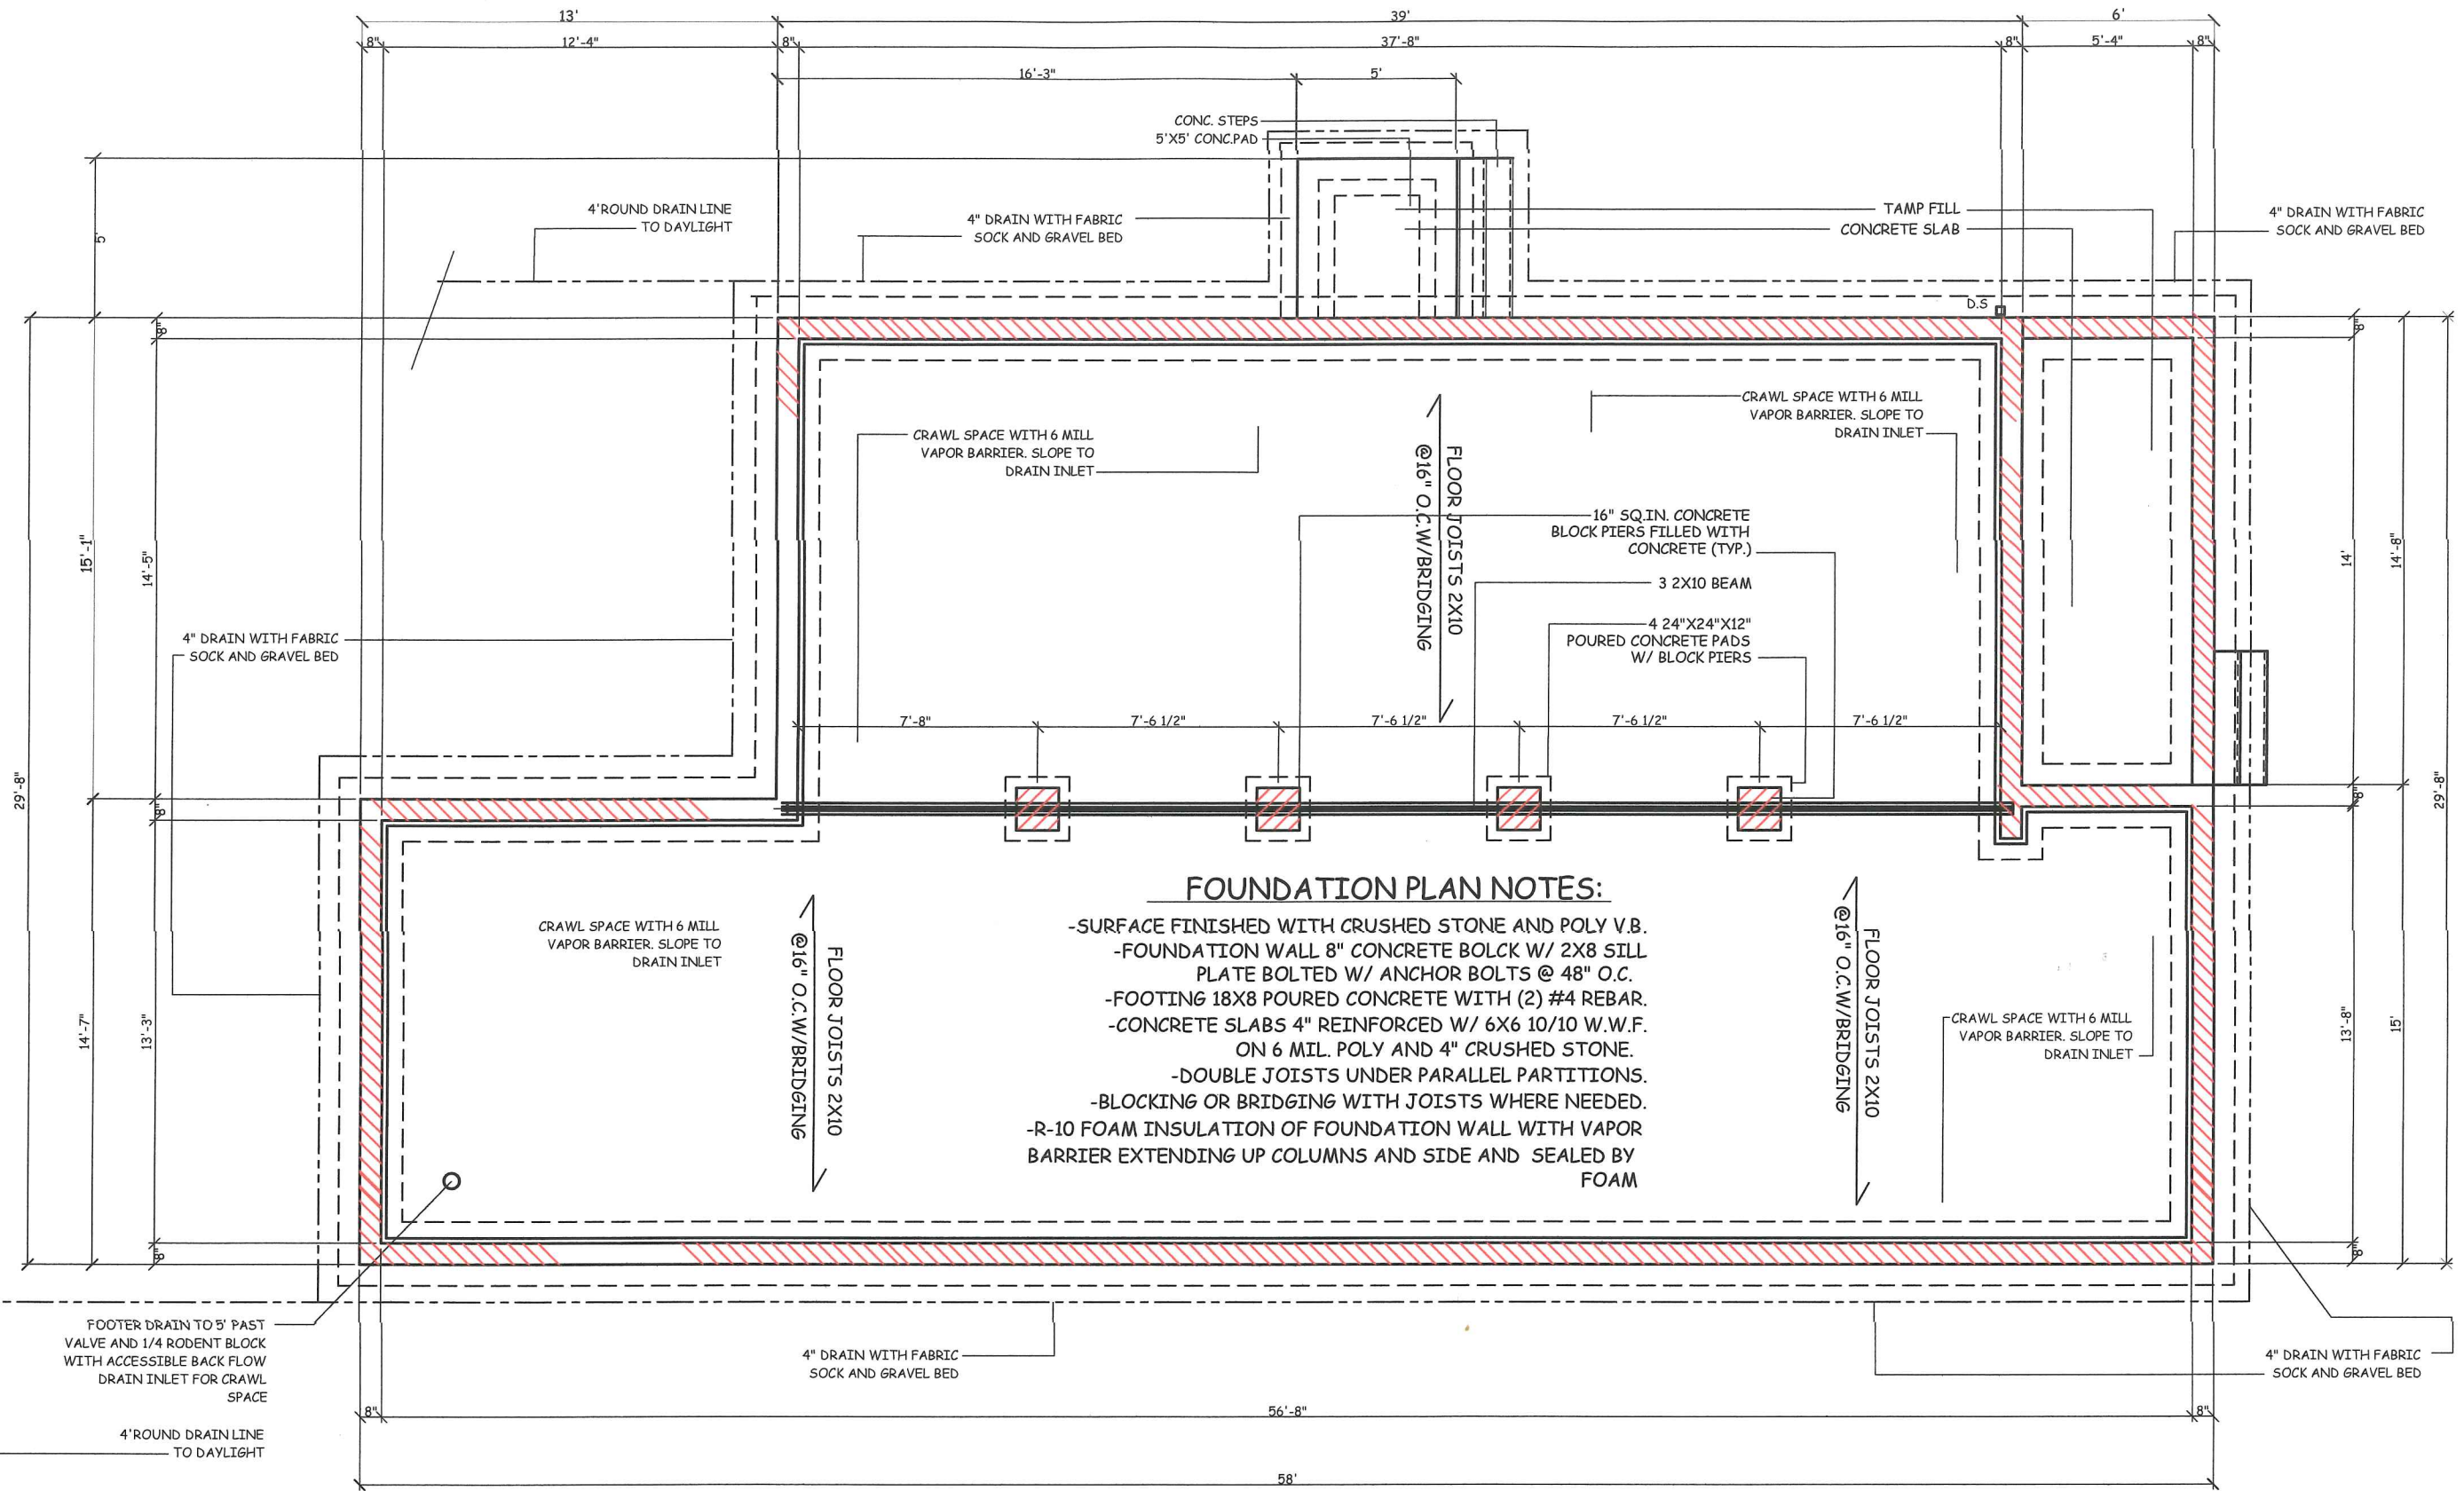 13'
39'
6'
8"
12'-4"
8"
37'-8"
8"
5'-4"
8"
16'-3"
5'
CONC. STEPS
5'X5' CONC.PAD
4'ROUND DRAIN LINE
TO DAYLIGHT
4" DRAIN WITH FABRIC
SOCK AND GRAVEL BED
TAMP FILL
CONCRETE SLAB
4" DRAIN WITH FABRIC
SOCK AND GRAVEL BED
5'
D.S
8"
8"
CRAWL SPACE WITH 6 MILL
VAPOR BARRIER. SLOPE TO
DRAIN INLET
CRAWL SPACE WITH 6 MILL
VAPOR BARRIER. SLOPE TO
DRAIN INLET
FLOOR JOISTS 2X10
@16" O.C.W/BRIDGING
16" SQ.IN. CONCRETE
BLOCK PIERS FILLED WITH
CONCRETE (TYP.)
3 2X10 BEAM
4 24"X24"X12"
POURED CONCRETE PADS
W/ BLOCK PIERS
15'-1"
14'-5"
14'
14'-8"
4" DRAIN WITH FABRIC
SOCK AND GRAVEL BED
7'-8"
7'-6 1/2"
7'-6 1/2"
7'-6 1/2"
7'-6 1/2"
29'-8"
8"
8"
29'-8"
FOUNDATION PLAN NOTES:
-SURFACE FINISHED WITH CRUSHED STONE AND POLY V.B.
-FOUNDATION WALL 8" CONCRETE BOLCK W/ 2X8 SILL
PLATE BOLTED W/ ANCHOR BOLTS @ 48" O.C.
-FOOTING 18X8 POURED CONCRETE WITH (2) #4 REBAR.
-CONCRETE SLABS 4" REINFORCED W/ 6X6 10/10 W.W.F.
ON 6 MIL. POLY AND 4" CRUSHED STONE.
-DOUBLE JOISTS UNDER PARALLEL PARTITIONS.
-BLOCKING OR BRIDGING WITH JOISTS WHERE NEEDED.
-R-10 FOAM INSULATION OF FOUNDATION WALL WITH VAPOR
BARRIER EXTENDING UP COLUMNS AND SIDE AND SEALED BY
FOAM
CRAWL SPACE WITH 6 MILL
VAPOR BARRIER. SLOPE TO
DRAIN INLET
FLOOR JOISTS 2X10
@16" O.C.W/BRIDGING
FLOOR JOISTS 2X10
@16" O.C.W/BRIDGING
CRAWL SPACE WITH 6 MILL
VAPOR BARRIER. SLOPE TO
DRAIN INLET
14'-7"
13'-3"
13'-8"
15'
8"
8"
FOOTER DRAIN TO 5' PAST
VALVE AND 1/4 RODENT BLOCK
WITH ACCESSIBLE BACK FLOW
DRAIN INLET FOR CRAWL
SPACE
4" DRAIN WITH FABRIC
SOCK AND GRAVEL BED
4" DRAIN WITH FABRIC
SOCK AND GRAVEL BED
8"
56'-8"
8"
4'ROUND DRAIN LINE
TO DAYLIGHT
58'